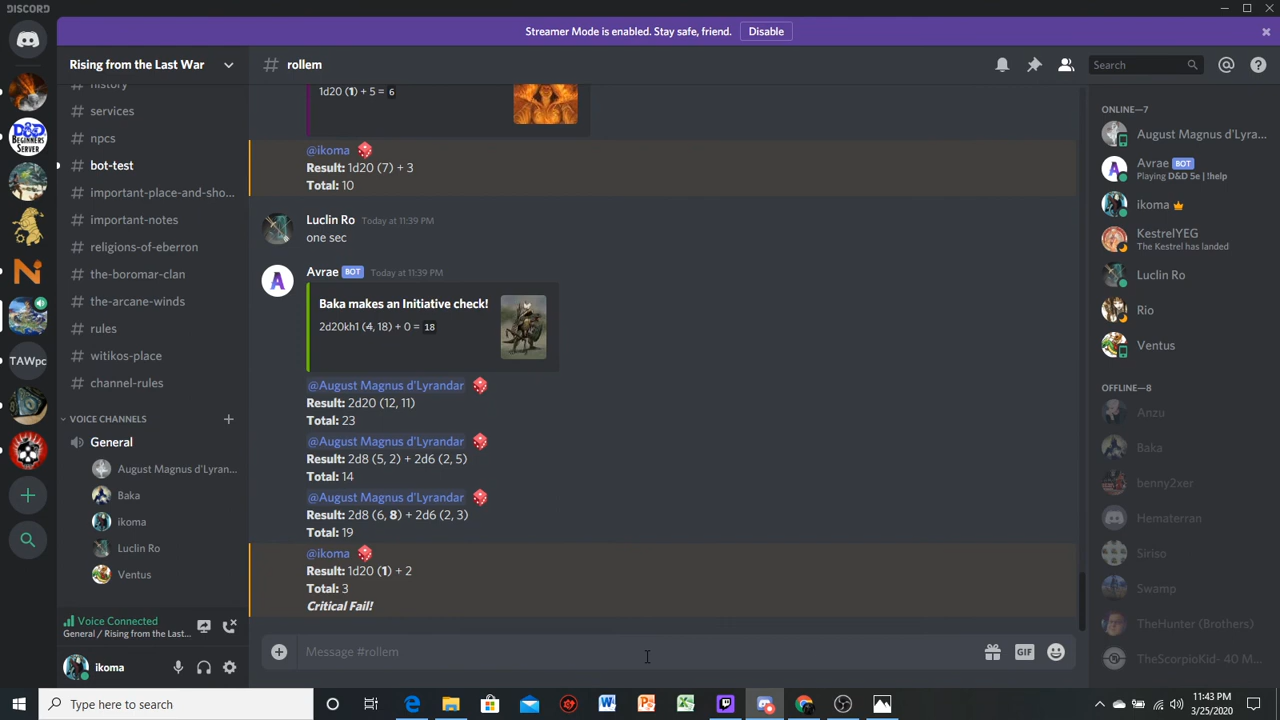 DISCORD
Streamer Mode is enabled. Stay safe, friend. Disable
Rising from the Last War
# rollem
Search
history
# services
# npcs
# bot-test
# important-place-and-sho...
# important-notes
# religions-of-eberron
# the-boromar-clan
# the-arcane-winds
# rules
# witikos-place
# channel-rules
VOICE CHANNELS
General
August Magnus d'Lyran...
Baka
ikoma
Luclin Ro
Ventus
Voice Connected
General / Rising from the Last...
ikoma
D&D
BEGINNERS
SERVER
TAWpc
1d20 (1) + 5 = 6
@ikoma
Result: 1d20 (7) + 3
Total: 10
Luclin Ro Today at 11:39 PM
one sec
Avrae BOT Today at 11:39 PM
Baka makes an Initiative check!
2d20kh1 (4, 18) + 0 = 18
@August Magnus d'Lyrandar
Result: 2d20 (12, 11)
Total: 23
@August Magnus d'Lyrandar
Result: 2d8 (5, 2) + 2d6 (2, 5)
Total: 14
@August Magnus d'Lyrandar
Result: 2d8 (6, 8) + 2d6 (2, 3)
Total: 19
@ikoma
Result: 1d20 (1) + 2
Total: 3
Critical Fail!
Message #rollem
GIF
ONLINE—7
August Magnus d'Lyra...
Avrae BOT
Playing D&D 5e | !help
ikoma
KestrelYEG
The Kestrel has landed
Luclin Ro
Rio
Ventus
OFFLINE—8
Anzu
Baka
benny2xer
Hematerran
Siriso
Swamp
TheHunter (Brothers)
TheScorpioKid- 40 M...
Type here to search
11:43 PM
3/25/2020